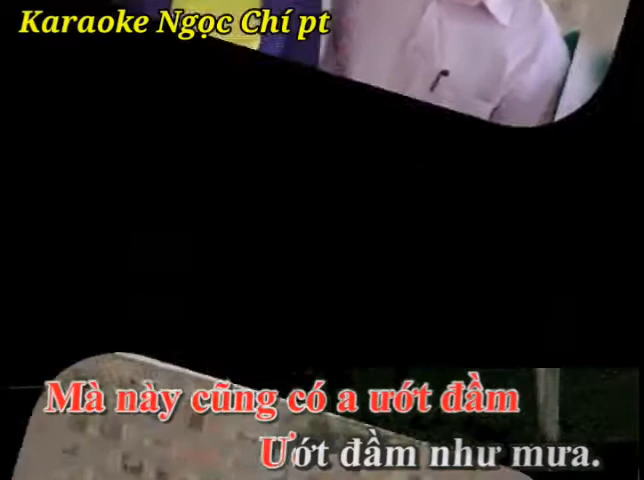 Karaoke Ngọc Chí pt
Mà này cũng có a ướt đầm
Ướt đầm như mưa.